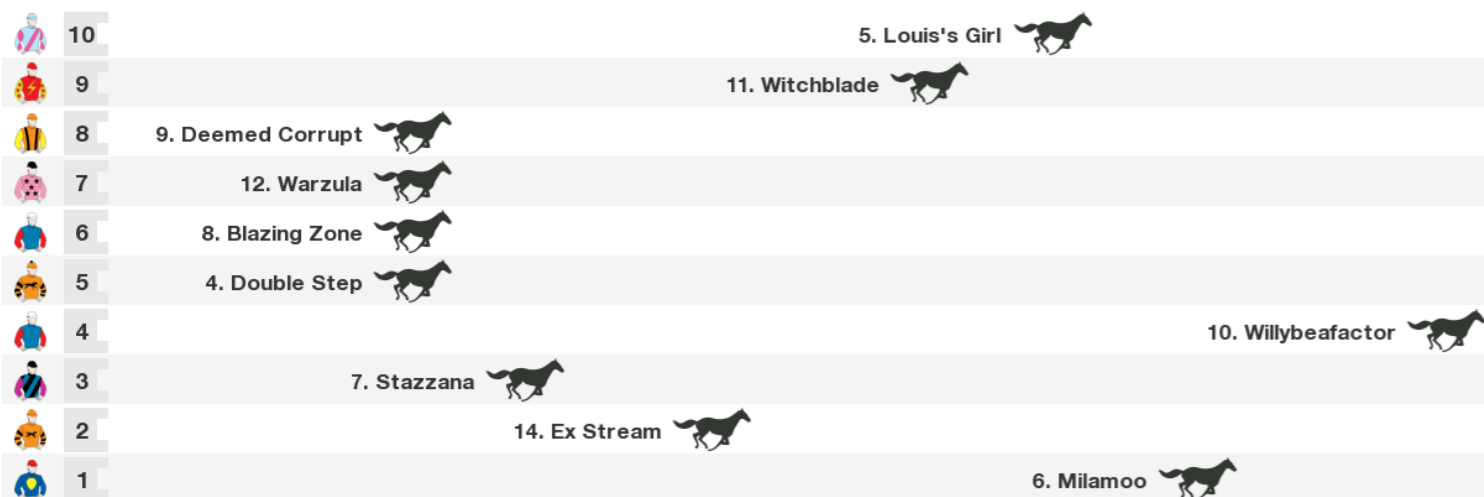 10 5. Louis's Girl
9 11. Witchblade
8 9. Deemed Corrupt
7 12. Warzula
6 8. Blazing Zone
5 4. Double Step
4 10. Willybeafactor
3 7. Stazzana
2 14. Ex Stream
1 6. Milamoo